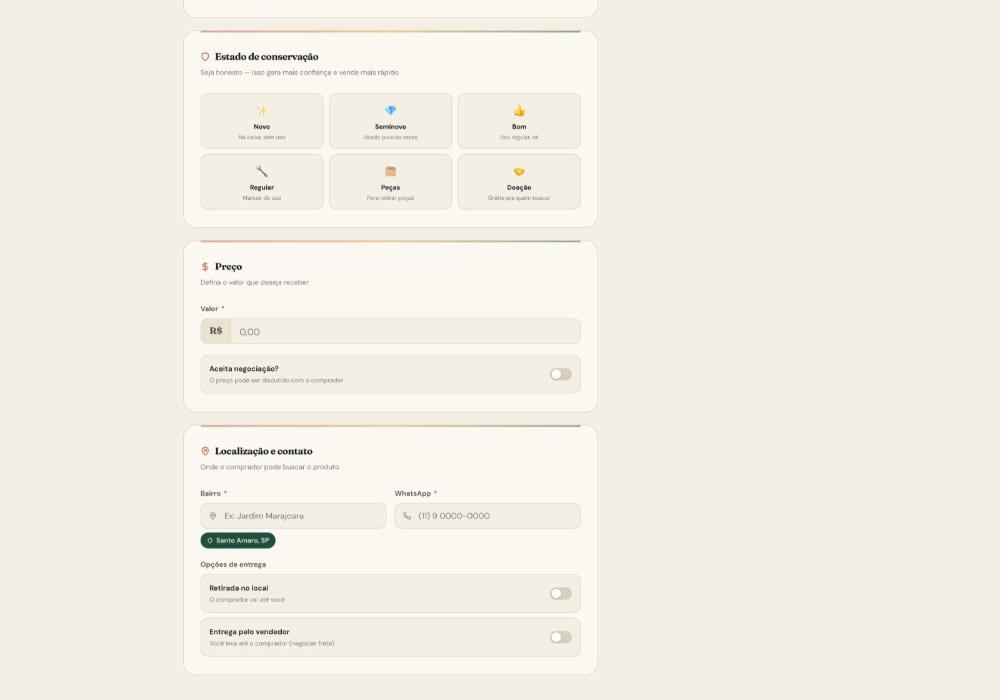 Estado de conservação
Seja honesto — isso gera mais confiança e vende mais rápido
Novo
Na caixa, sem uso
Seminovo
Usado poucas vezes
Bom
Uso regular, ok
Regular
Marcas de uso
Peças
Para retirar peças
Doação
Grátis pra quem buscar
Preço
Defina o valor que deseja receber
Valor *
R$ 0,00
Aceita negociação?
O preço pode ser discutido com o comprador
Localização e contato
Onde o comprador pode buscar o produto
Bairro *
Ex: Jardim Marajoara
Santo Amaro, SP
WhatsApp *
(11) 9 0000-0000
Opções de entrega
Retirada no local
O comprador vai até você
Entrega pelo vendedor
Você leva até o comprador (negociar frete)